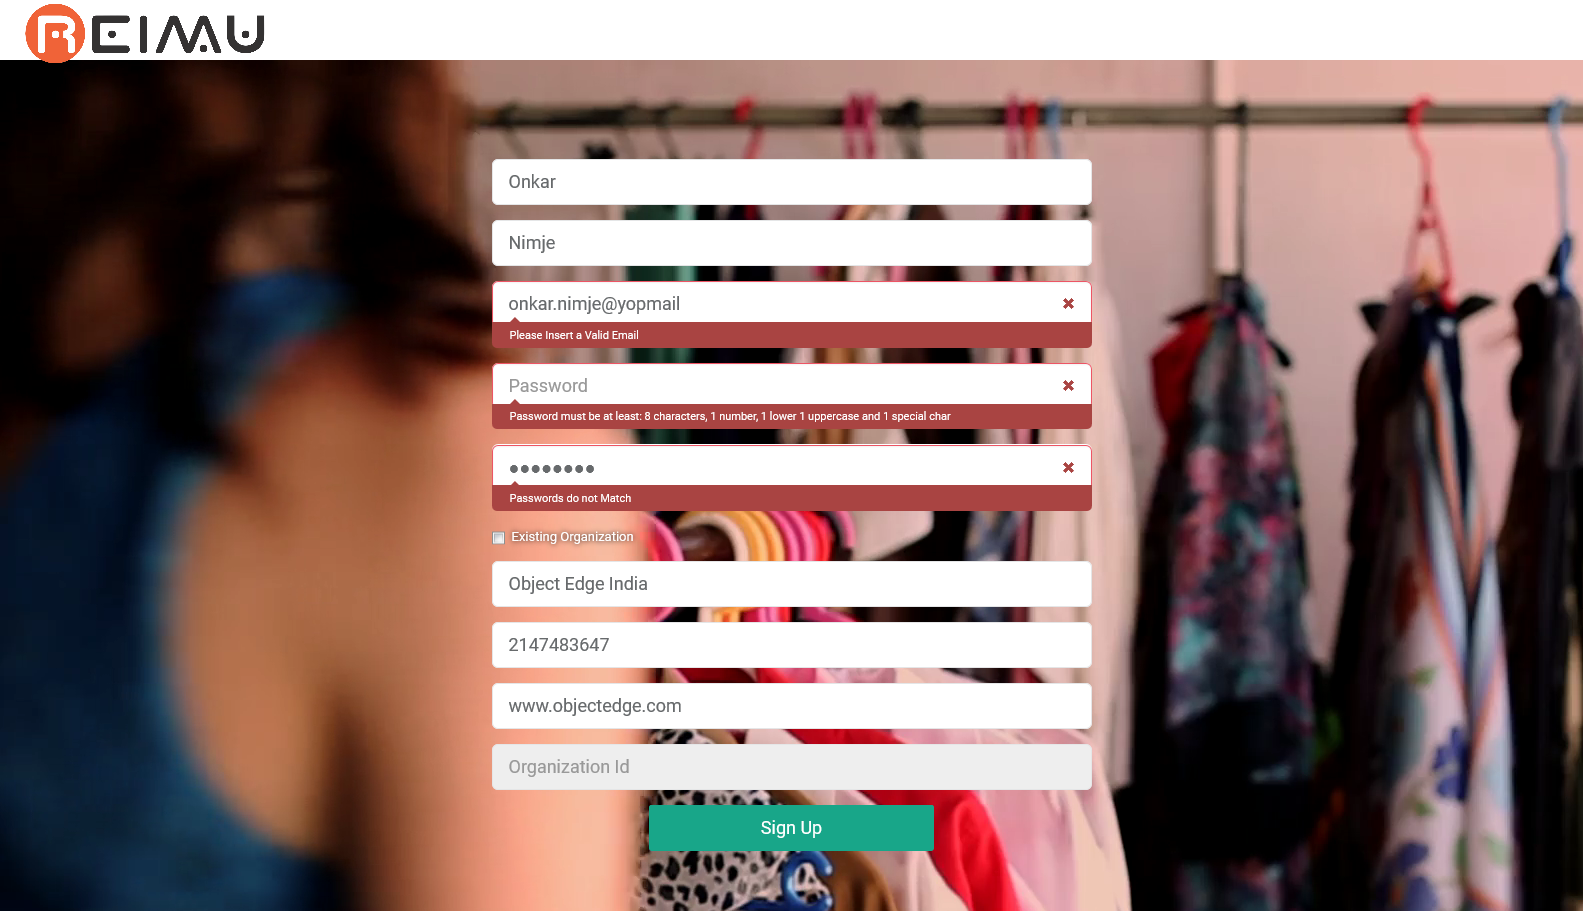 REIMU
Onkar
Nimje
onkar.nimje@yopmail
Please Insert a Valid Email
Password
Password must be at least: 8 characters, 1 number, 1 lower 1 uppercase and 1 special char
Passwords do not Match
Existing Organization
Object Edge India
2147483647
www.objectedge.com
Organization Id
Sign Up